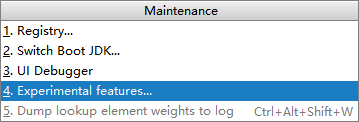 Maintenance
1. Registry...
2. Switch Boot JDK...
3. UI Debugger
4. Experimental features...
5. Dump lookup element weights to log Ctrl+Alt+Shift+W